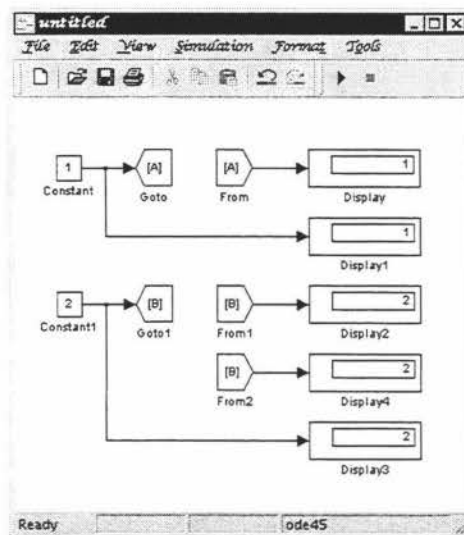 untitled
File Edit View Simulation Format Tools
1 [A] [A] 1
Constant Goto From Display
1
Display1
2 [B] [B] 2
Constant1 Goto1 From1 Display2
[B] 2
From2 Display4
2
Display3
Ready ode45